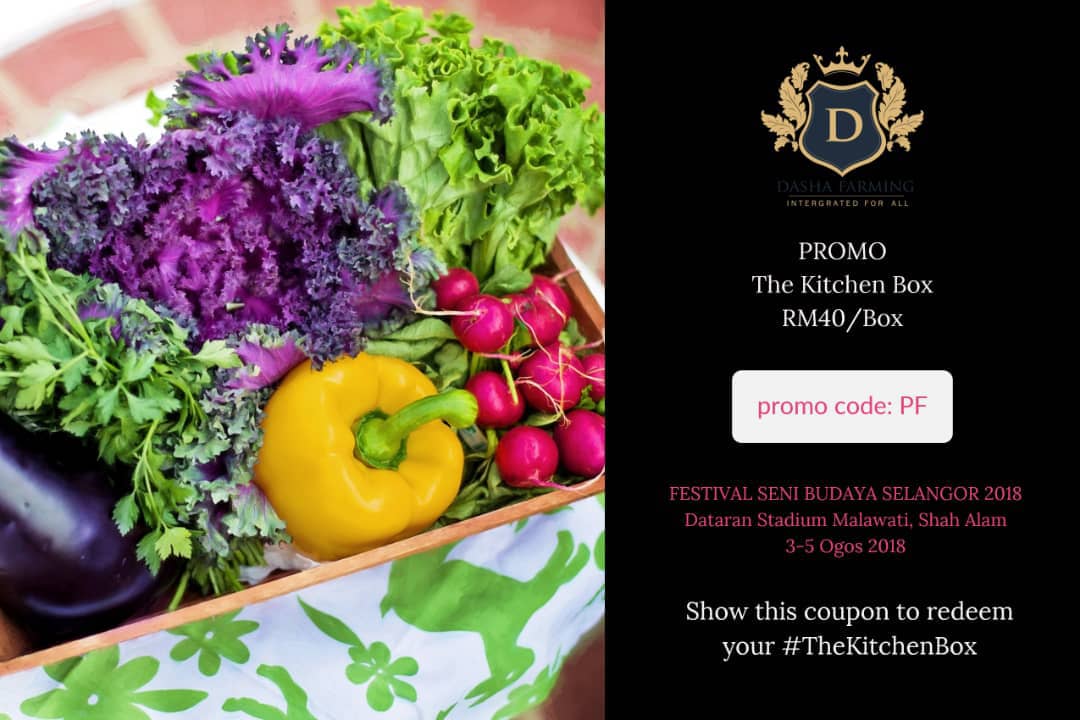 D
DASHA FARMING
INTERGRATED FOR ALL
PROMO
The Kitchen Box
RM40/Box
promo code: PF
FESTIVAL SENI BUDAYA SELANGOR 2018
Dataran Stadium Malawati, Shah Alam
3-5 Ogos 2018
Show this coupon to redeem
your #TheKitchenBox